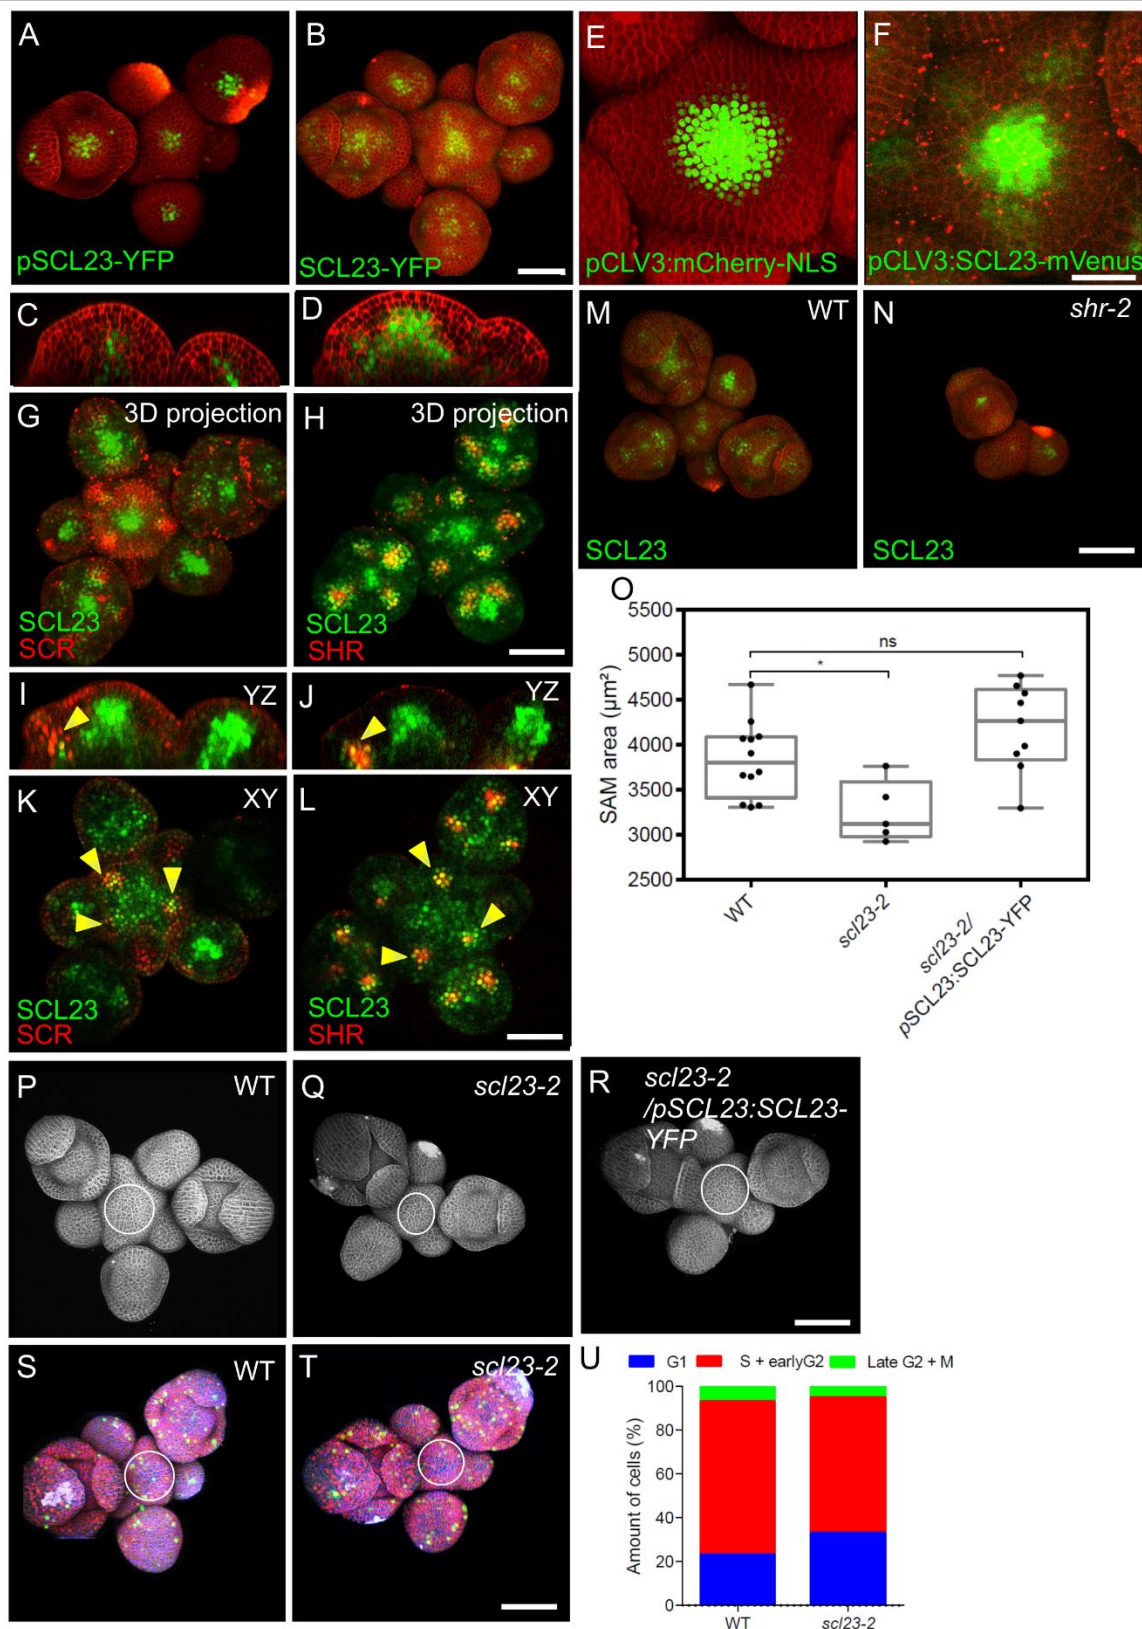 A
pSCL23-YFP
B
SCL23-YFP
E
pCLV3:mCherry-NLS
F
pCLV3:SCL23-mVenus
C
D
M
WT
SCL23
N
shr-2
SCL23
G
3D projection
SCL23
SCR
H
3D projection
SCL23
SHR
I
YZ
J
YZ
K
XY
SCL23
SCR
L
XY
SCL23
SHR
O
5500
5000
4500
4000
3500
3000
2500
SAM area (µm²)
ns
*
WT
scl23-2
scl23-2/
pSCL23:SCL23-YFP
P
WT
Q
scl23-2
R
scl23-2
/pSCL23:SCL23-
YFP
S
WT
T
scl23-2
U
G1
S + earlyG2
Late G2 + M
100
80
60
40
20
0
Amount of cells (%)
WT
scl23-2